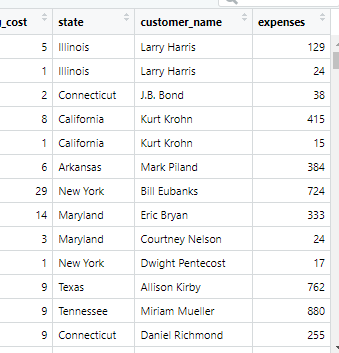 _cost state customer_name expenses
5 Illinois Larry Harris 129
1 Illinois Larry Harris 24
2 Connecticut J.B. Bond 38
8 California Kurt Krohn 415
1 California Kurt Krohn 15
6 Arkansas Mark Piland 384
29 New York Bill Eubanks 724
14 Maryland Eric Bryan 333
3 Maryland Courtney Nelson 24
1 New York Dwight Pentecost 17
9 Texas Allison Kirby 762
9 Tennessee Miriam Mueller 880
9 Connecticut Daniel Richmond 255